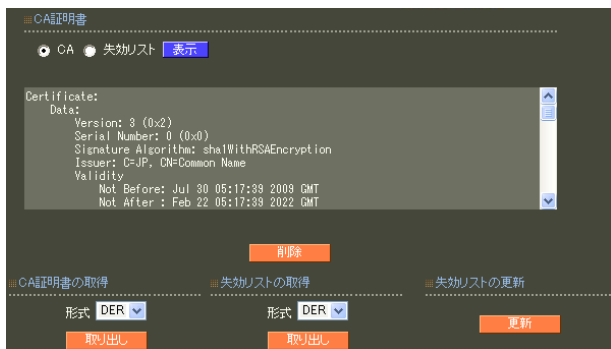 CA証明書
CA 失効リスト 表示
Certificate:
Data:
Version: 3 (0x2)
Serial Number: 0 (0x0)
Signature Algorithm: sha1WithRSAEncryption
Issuer: C=JP, CN=Common Name
Validity
Not Before: Jul 30 05:17:39 2009 GMT
Not After : Feb 22 05:17:39 2022 GMT
削除
CA証明書の取得 失効リストの取得 失効リストの更新
形式 DER 形式 DER
取り出し 取り出し 更新